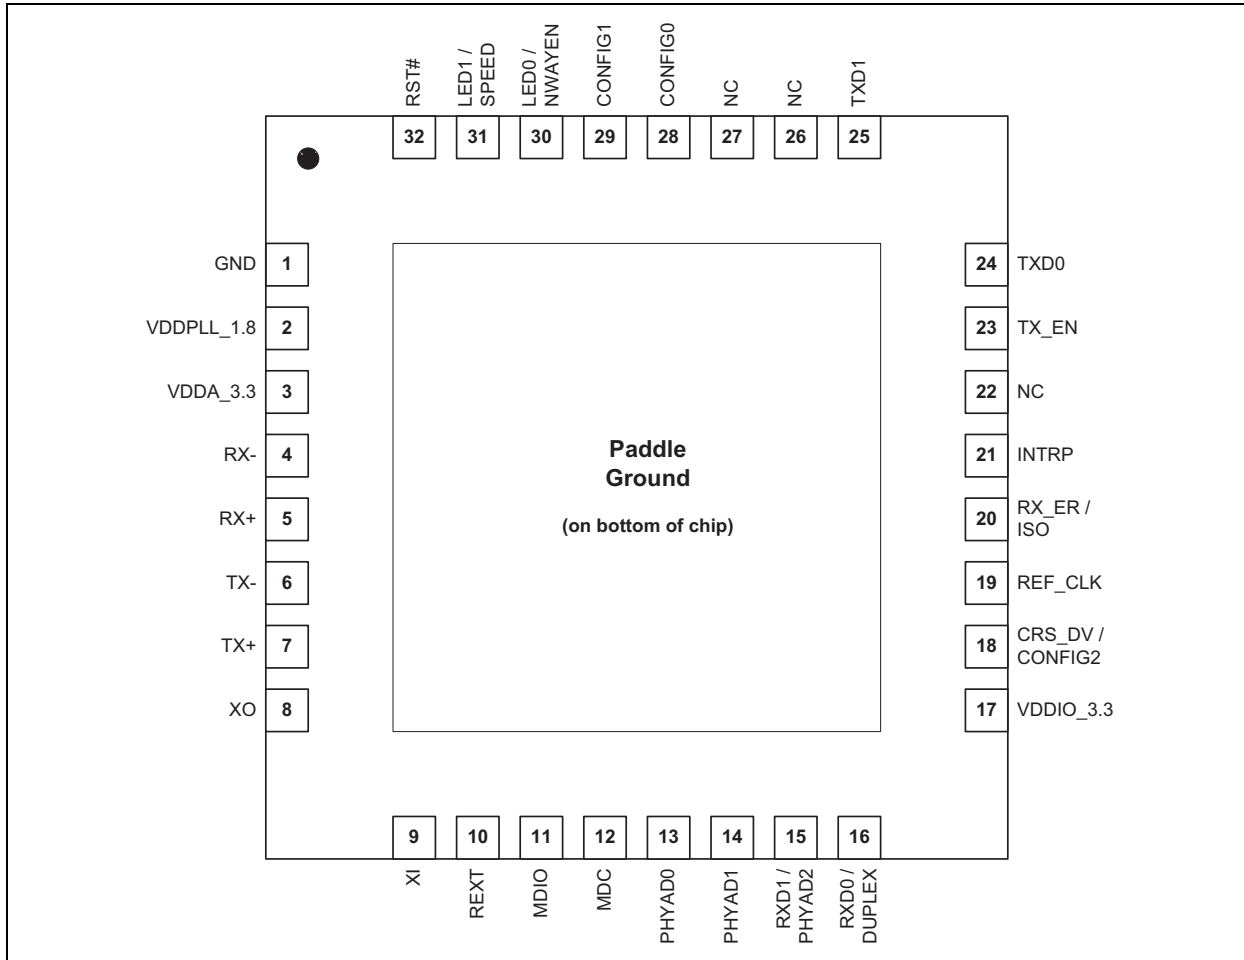 RST#
LED1 /
SPEED
LED0 /
NWAYEN
CONFIG1
CONFIG0
NC
NC
TXD1
32
31
30
29
28
27
26
25
GND 1
VDDPLL_1.8 2
VDDA_3.3 3
RX- 4
RX+ 5
TX- 6
TX+ 7
XO 8
Paddle
Ground
(on bottom of chip)
24 TXD0
23 TX_EN
22 NC
21 INTRP
20 RX_ER /
ISO
19 REF_CLK
18 CRS_DV /
CONFIG2
17 VDDIO_3.3
9
10
11
12
13
14
15
16
XI
REXT
MDIO
MDC
PHYAD0
PHYAD1
RXD1 /
PHYAD2
RXD0 /
DUPLEX